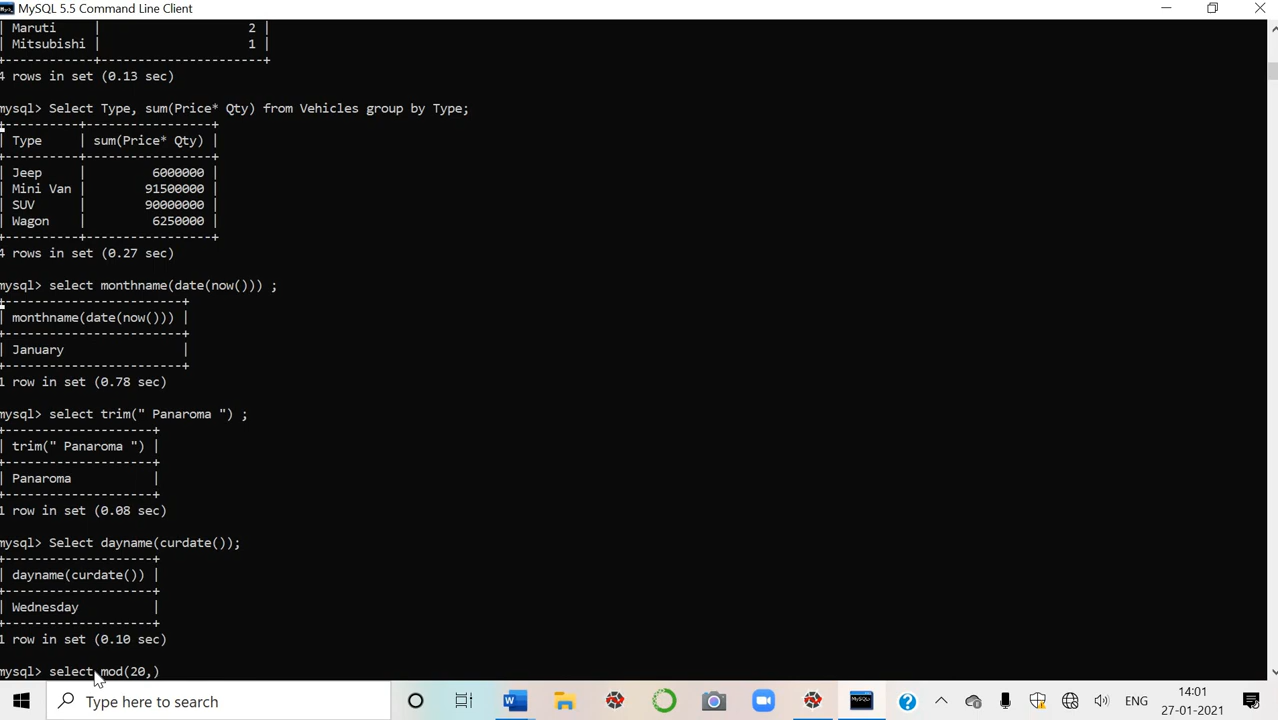 MySQL 5.5 Command Line Client
| Maruti     |                    2 |
| Mitsubishi |                    1 |
+------------+----------------------+
4 rows in set (0.13 sec)
mysql> Select Type, sum(Price* Qty) from Vehicles group by Type;
+----------+-----------------+
| Type     | sum(Price* Qty) |
+----------+-----------------+
| Jeep     |         6000000 |
| Mini Van |        91500000 |
| SUV      |        90000000 |
| Wagon    |         6250000 |
+----------+-----------------+
4 rows in set (0.27 sec)
mysql> select monthname(date(now())) ;
+------------------------+
| monthname(date(now())) |
+------------------------+
| January                |
+------------------------+
1 row in set (0.78 sec)
mysql> select trim(" Panaroma ") ;
+--------------------+
| trim(" Panaroma ") |
+--------------------+
| Panaroma           |
+--------------------+
1 row in set (0.08 sec)
mysql> Select dayname(curdate());
+--------------------+
| dayname(curdate()) |
+--------------------+
| Wednesday          |
+--------------------+
1 row in set (0.10 sec)
mysql> select mod(20,)
Type here to search
ENG
14:01
27-01-2021